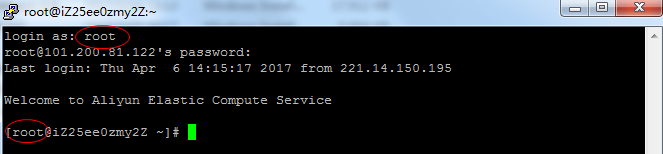 root@iZ25ee0zmy2Z:~
login as: root
root@101.200.81.122's password:
Last login: Thu Apr  6 14:15:17 2017 from 221.14.150.195
Welcome to Aliyun Elastic Compute Service
[root@iZ25ee0zmy2Z ~]#